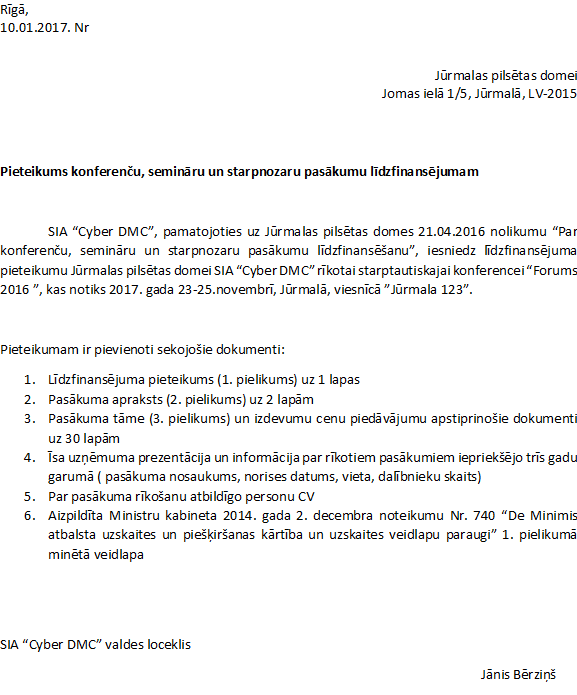 Rīgā,
10.01.2017. Nr
Jūrmalas pilsētas domei
Jomas ielā 1/5, Jūrmalā, LV-2015
Pieteikums konferenču, semināru un starpnozaru pasākumu līdzfinansējumam
SIA “Cyber DMC”, pamatojoties uz Jūrmalas pilsētas domes 21.04.2016 nolikumu “Par
konferenču, semināru un starpnozaru pasākumu līdzfinansēšanu”, iesniedz līdzfinansējuma
pieteikumu Jūrmalas pilsētas domei SIA “Cyber DMC” rīkotai starptautiskajai konferencei “Forums
2016 ”, kas notiks 2017. gada 23-25.novembrī, Jūrmalā, viesnīcā ”Jūrmala 123”.
Pieteikumam ir pievienoti sekojošie dokumenti:
1. Līdzfinansējuma pieteikums (1. pielikums) uz 1 lapas
2. Pasākuma apraksts (2. pielikums) uz 2 lapām
3. Pasākuma tāme (3. pielikums) un izdevumu cenu piedāvājumu apstiprinošie dokumenti
uz 30 lapām
4. Īsa uzņēmuma prezentācija un informācija par rīkotiem pasākumiem iepriekšējo trīs gadu
garumā ( pasākuma nosaukums, norises datums, vieta, dalībnieku skaits)
5. Par pasākuma rīkošanu atbildīgo personu CV
6. Aizpildīta Ministru kabineta 2014. gada 2. decembra noteikumu Nr. 740 “De Minimis
atbalsta uzskaites un piešķiršanas kārtība un uzskaites veidlapu paraugi” 1. pielikumā
minētā veidlapa
SIA “Cyber DMC” valdes loceklis
Jānis Bērziņš